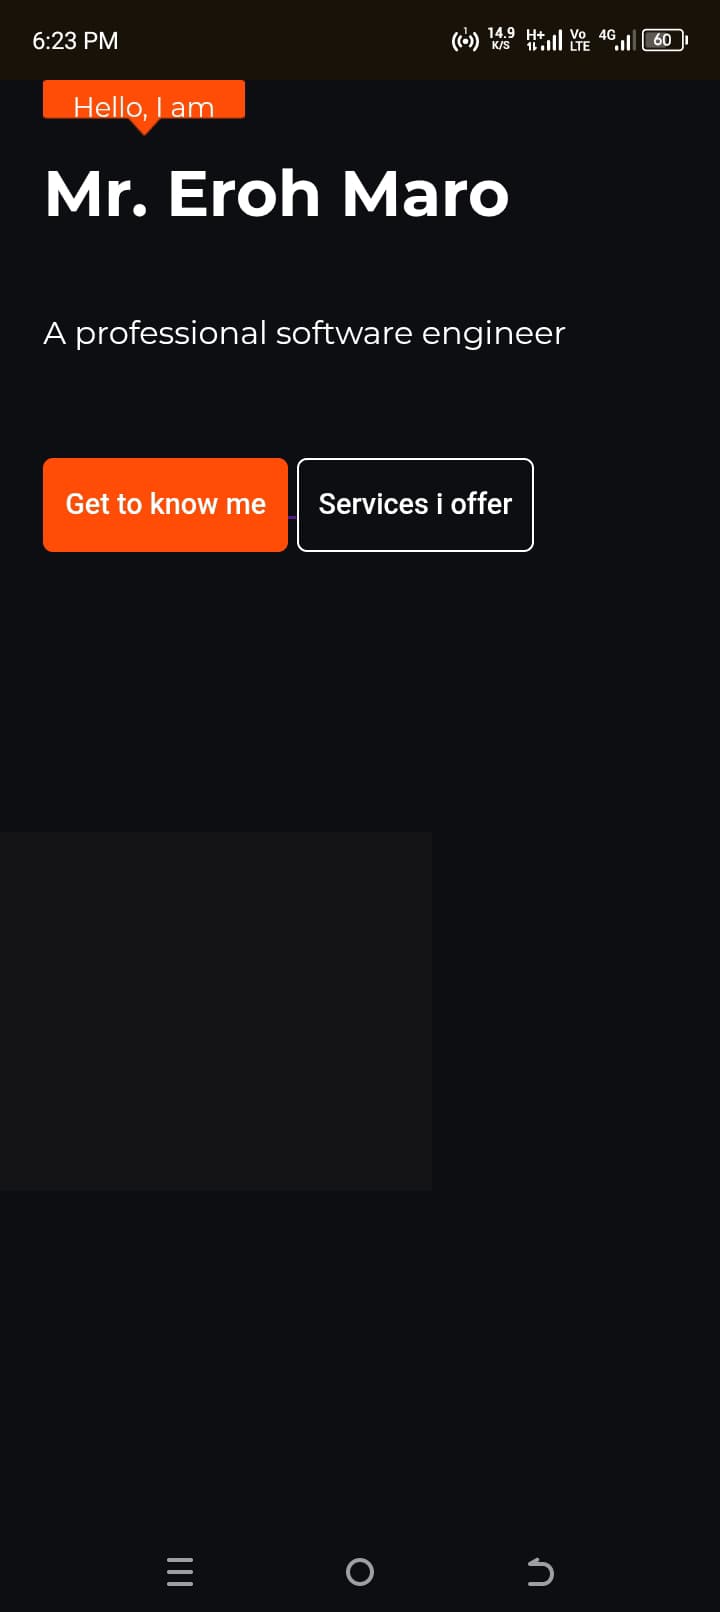 6:23 PM
1 14.9 K/S H+ Vo LTE 4G 60
Hello, I am
Mr. Eroh Maro
A professional software engineer
Get to know me
Services i offer